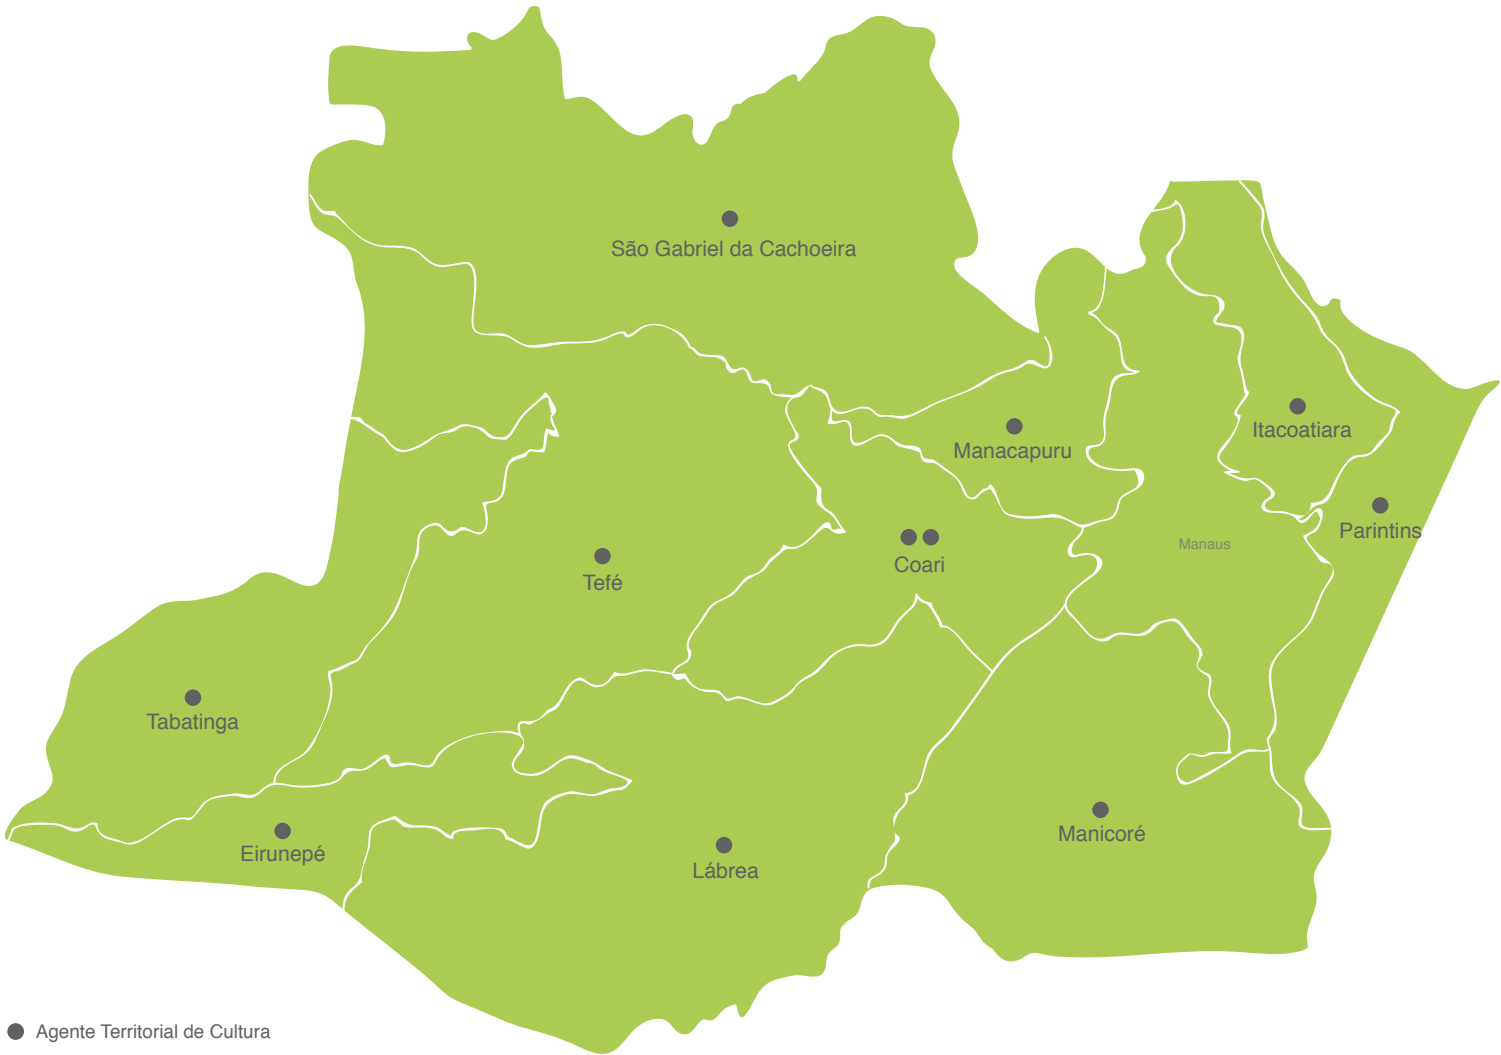 São Gabriel da Cachoeira
Itacoatiara
Manacapuru
Parintins
Manaus
Coari
Tefé
Tabatinga
Manicoré
Eirunepé
Lábrea
Agente Territorial de Cultura